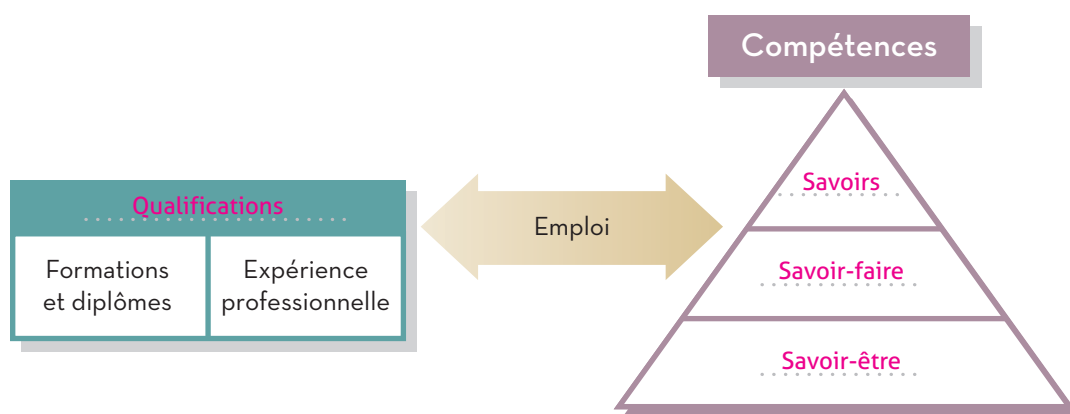 Compétences
Qualifications
Formations
et diplômes
Expérience
professionnelle
Emploi
Savoirs
Savoir-faire
Savoir-être